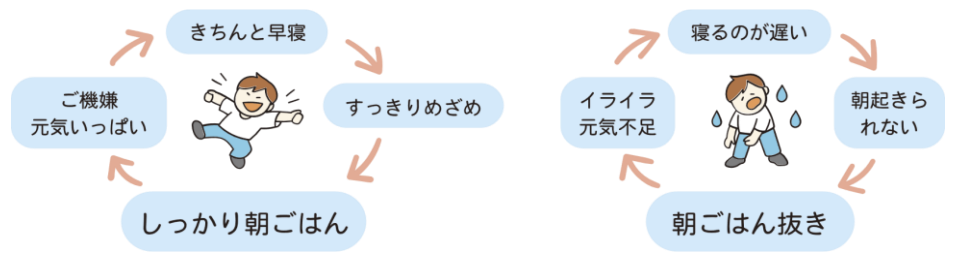 きちんと早寝
すっきりめざめ
しっかり朝ごはん
ご機嫌
元気いっぱい
寝るのが遅い
朝起きら
れない
朝ごはん抜き
イライラ
元気不足